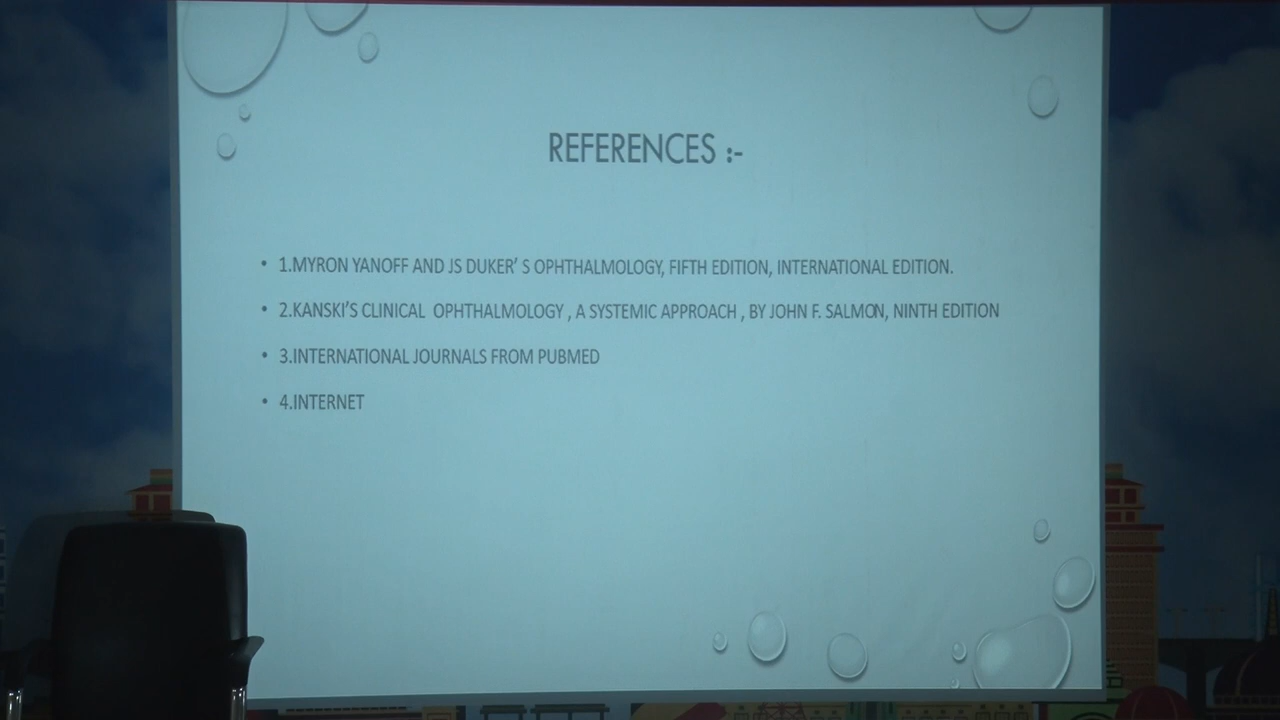 REFERENCES :-
• 1.MYRON YANOFF AND JS DUKER' S OPHTHALMOLOGY, FIFTH EDITION, INTERNATIONAL EDITION.
• 2.KANSKI'S CLINICAL OPHTHALMOLOGY , A SYSTEMIC APPROACH , BY JOHN F. SALMON, NINTH EDITION
• 3.INTERNATIONAL JOURNALS FROM PUBMED
• 4.INTERNET